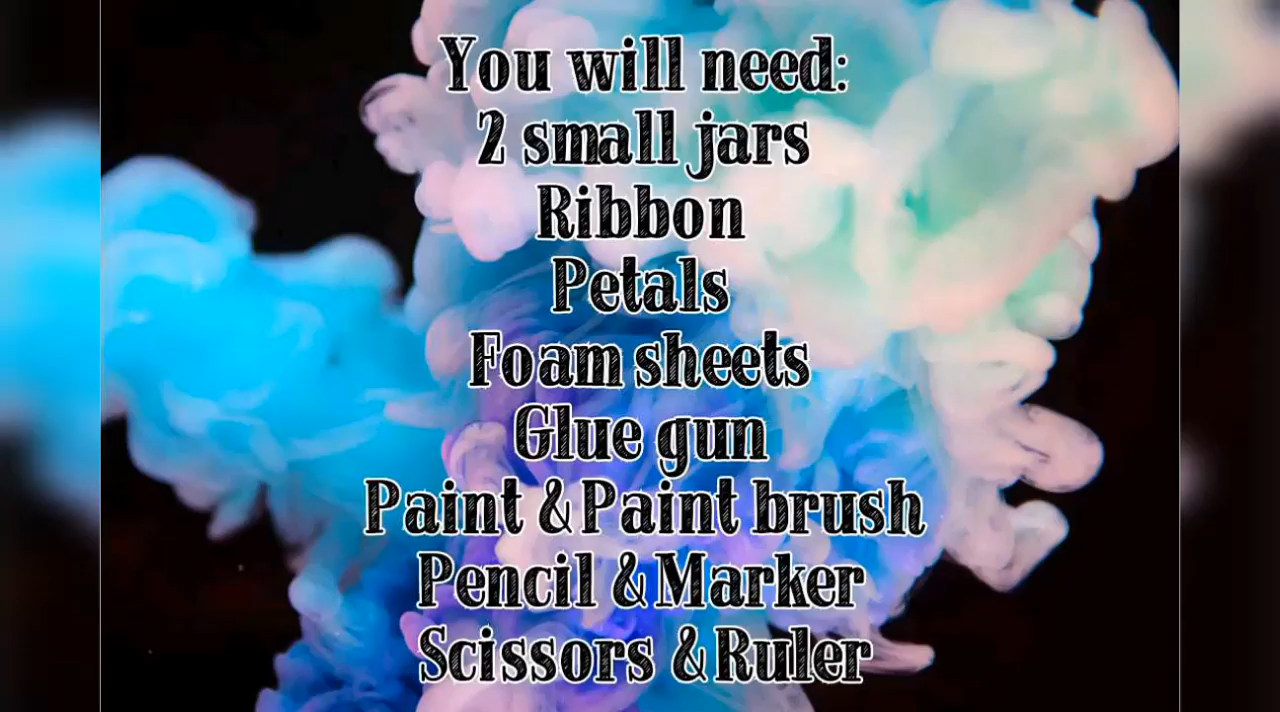 You will need:
2 small jars
Ribbon
Petals
Foam sheets
Glue gun
Paint & Paint brush
Pencil & Marker
Scissors & Ruler